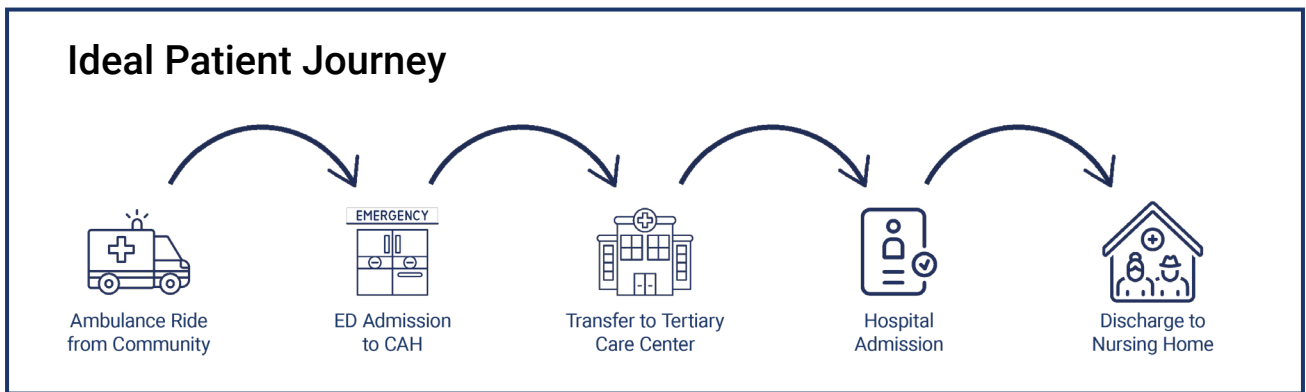 Ideal Patient Journey
EMERGENCY
Ambulance Ride
from Community
ED Admission
to CAH
Transfer to Tertiary
Care Center
Hospital
Admission
Discharge to
Nursing Home